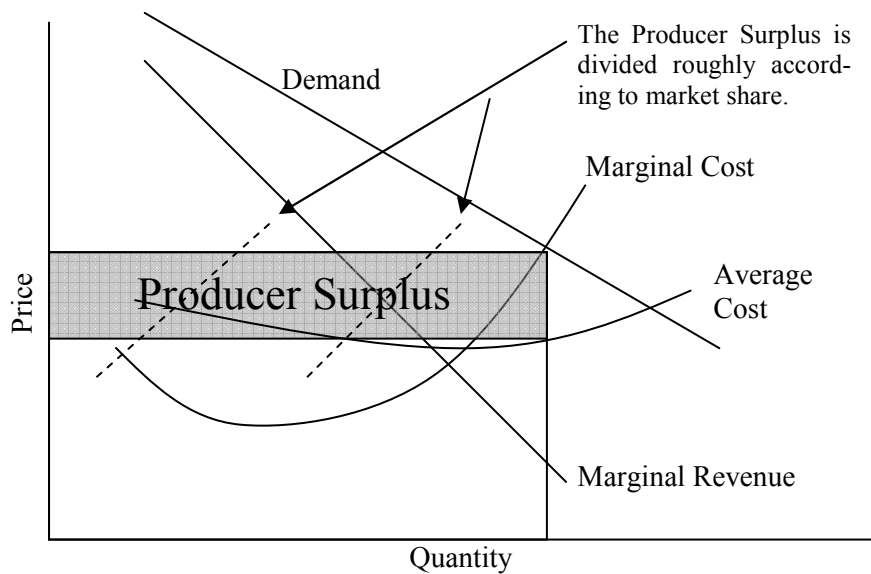 The Producer Surplus is
divided roughly accord-
ing to market share.
Demand
Marginal Cost
Producer Surplus
Average
Cost
Price
Marginal Revenue
Quantity